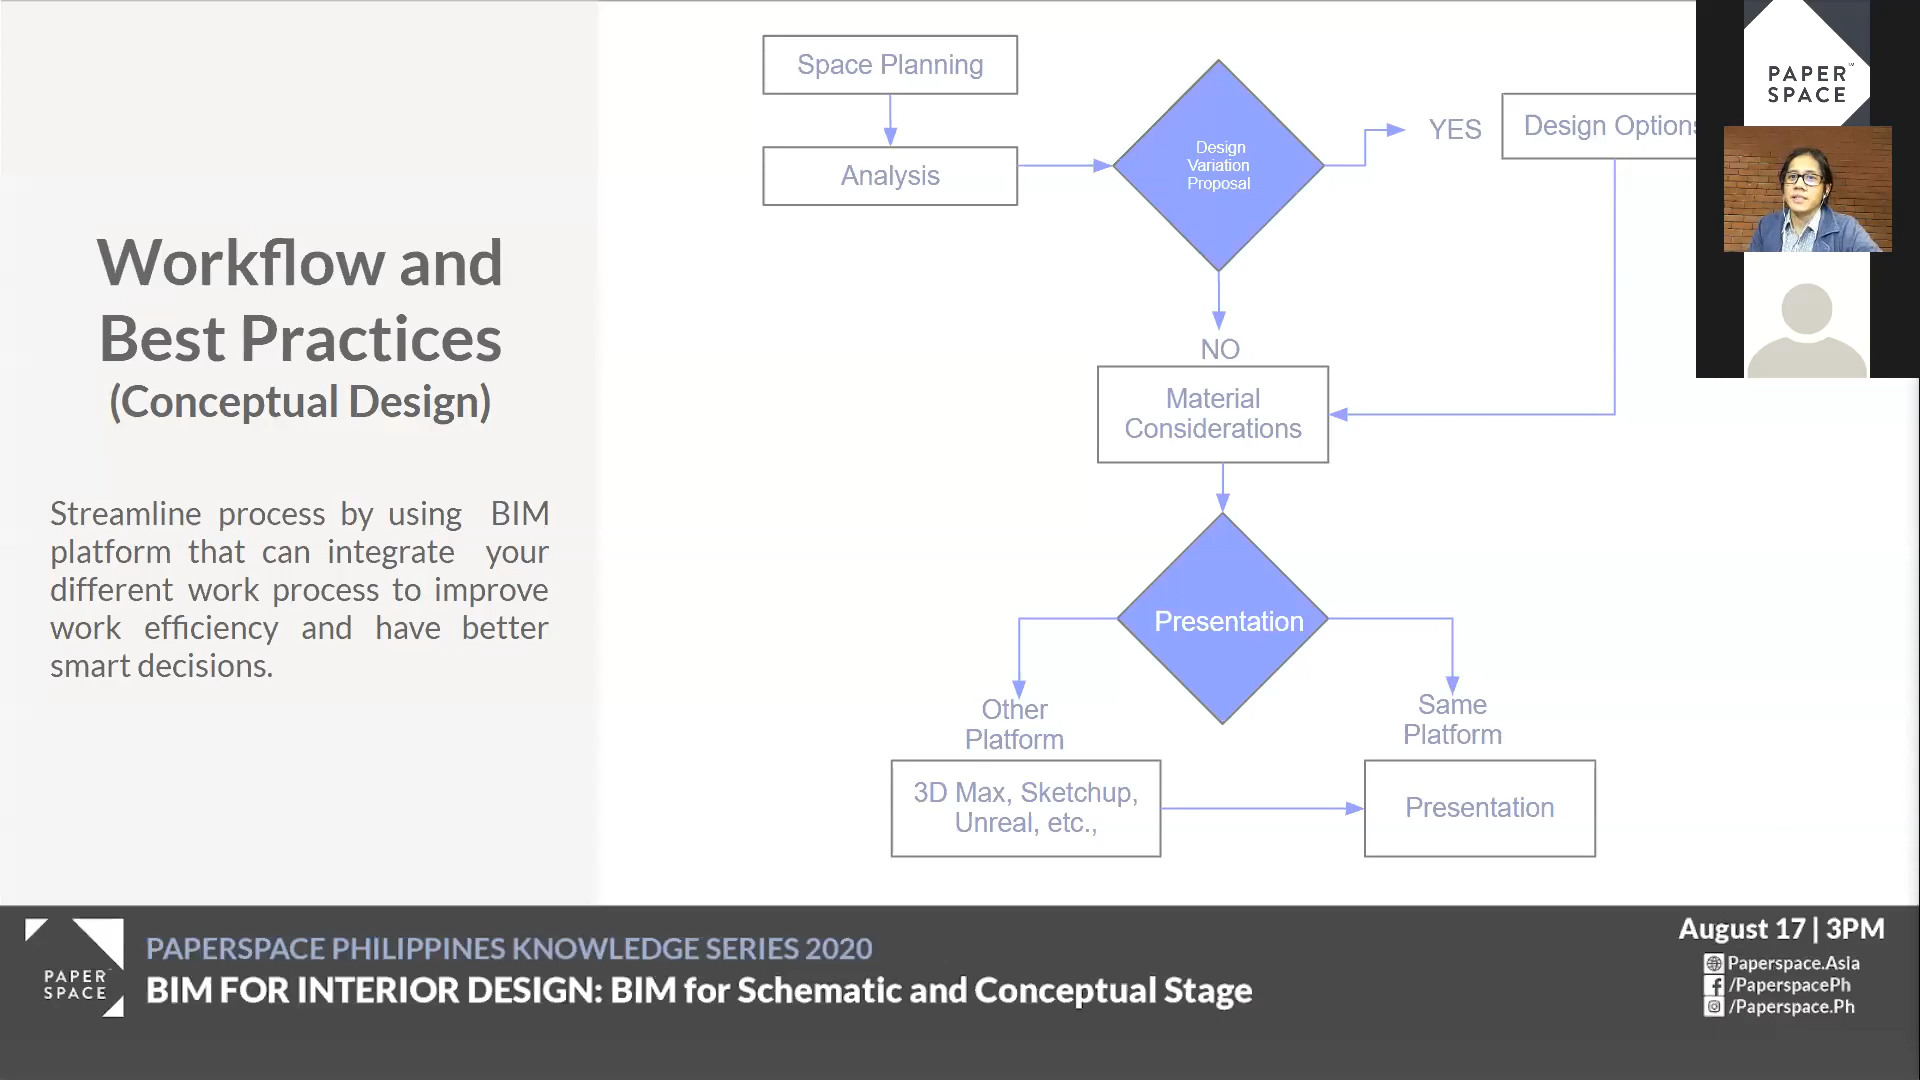 Workflow and
Best Practices
(Conceptual Design)
Streamline process by using BIM
platform that can integrate your
different work process to improve
work efficiency and have better
smart decisions.
Space Planning
Analysis
Design
Variation
Proposal
YES
Design Options
NO
Material
Considerations
Presentation
Other
Platform
Same
Platform
3D Max, Sketchup,
Unreal, etc.,
Presentation
PAPER
SPACE
PAPER
SPACE
PAPERSPACE PHILIPPINES KNOWLEDGE SERIES 2020
BIM FOR INTERIOR DESIGN: BIM for Schematic and Conceptual Stage
August 17 | 3PM
Paperspace.Asia
/PaperspacePh
/Paperspace.Ph